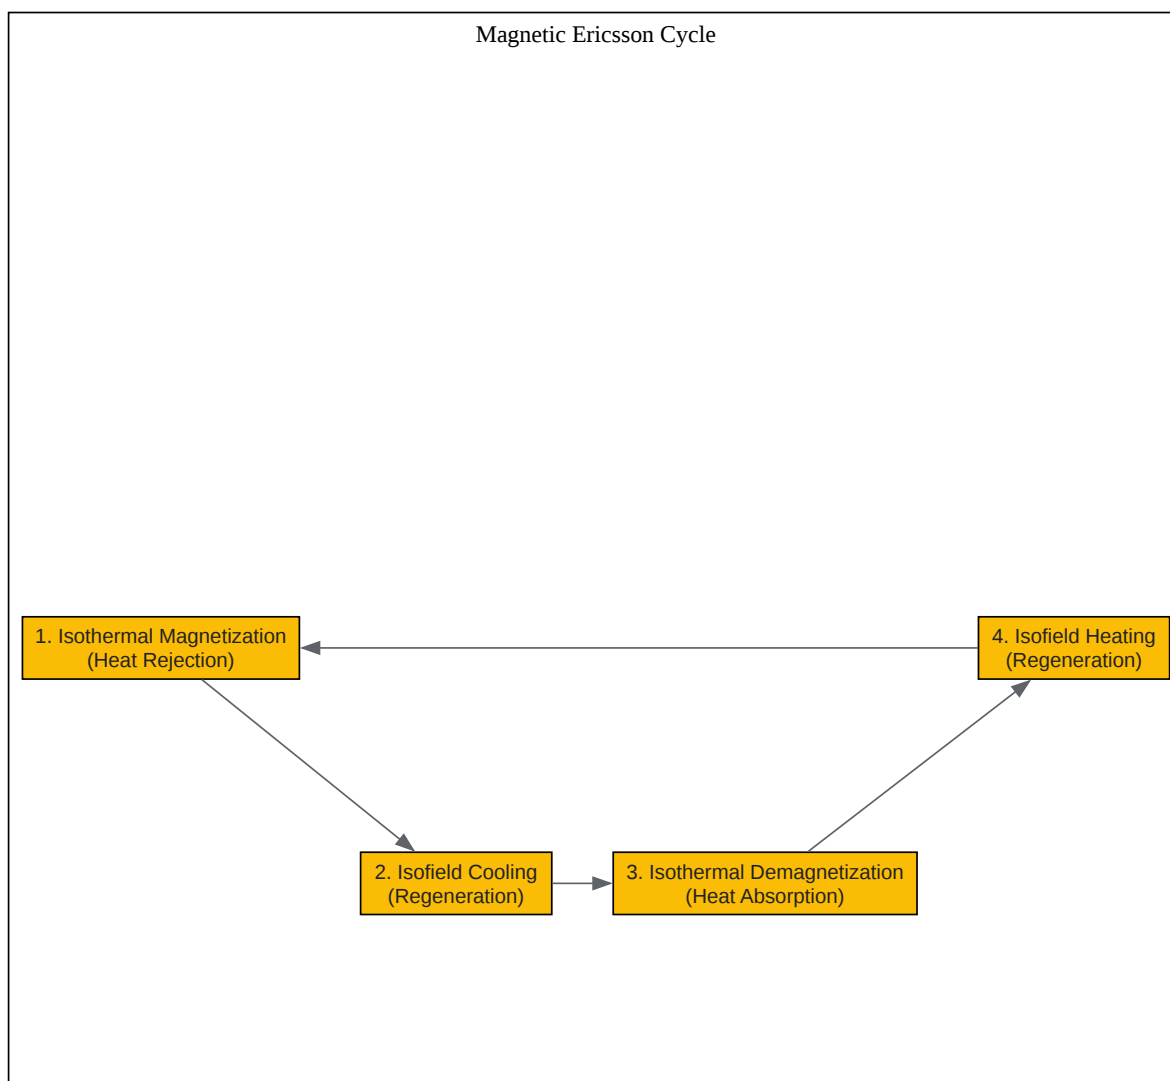 Magnetic Ericsson Cycle
1. Isothermal Magnetization
(Heat Rejection)
4. Isofield Heating
(Regeneration)
2. Isofield Cooling
(Regeneration)
3. Isothermal Demagnetization
(Heat Absorption)